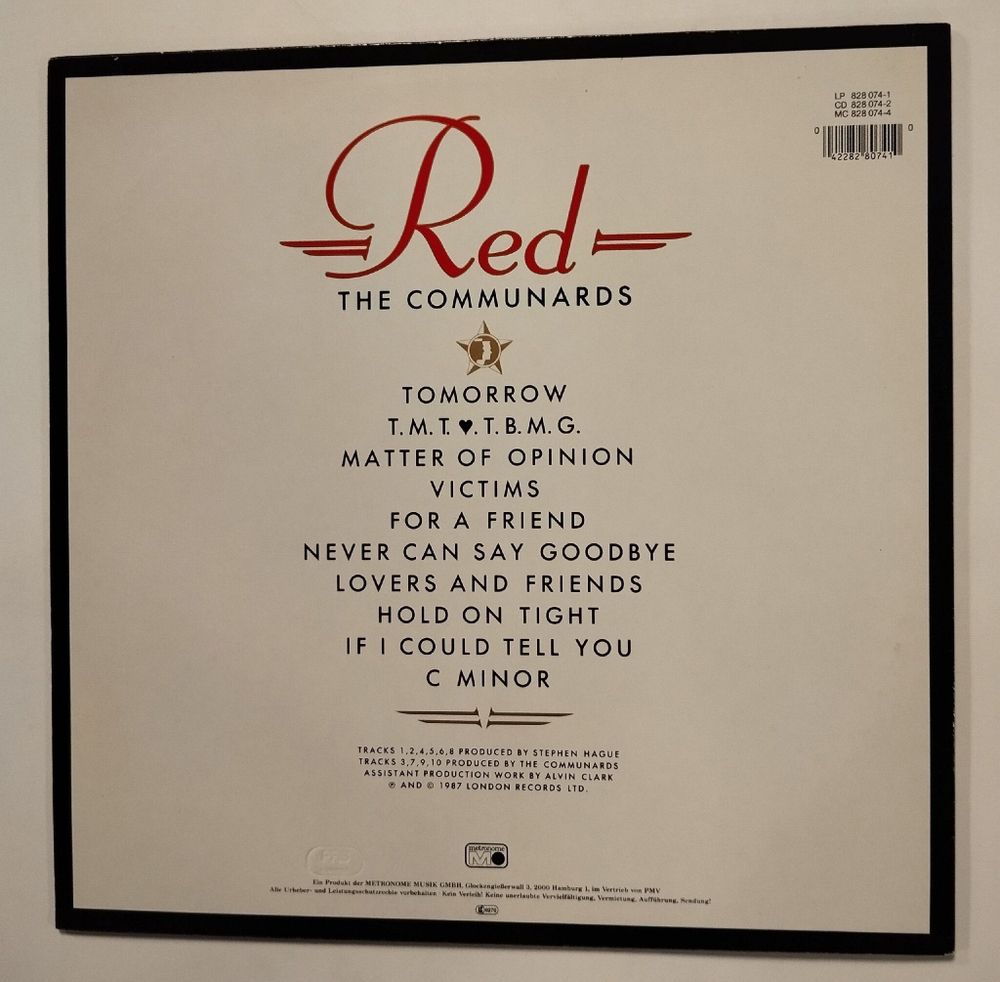 LP 828 074-1
CD 828 074-2
MC 828 074-4
0 42282 80741 0
Red
THE COMMUNARDS
TOMORROW
T.M.T.♥.T.B.M.G.
MATTER OF OPINION
VICTIMS
FOR A FRIEND
NEVER CAN SAY GOODBYE
LOVERS AND FRIENDS
HOLD ON TIGHT
IF I COULD TELL YOU
C MINOR
TRACKS 1,2,4,5,6,8 PRODUCED BY STEPHEN HAGUE
TRACKS 3,7,9,10 PRODUCED BY THE COMMUNARDS
ASSISTANT PRODUCTION WORK BY ALVIN CLARK
℗ AND © 1987 LONDON RECORDS LTD.
metronome
Ein Produkt der METRONOME MUSIK GMBH, Glockengießerwall 3, 2000 Hamburg 1, im Vertrieb von PMV
Alle Urheber- und Leistungsschutzrechte vorbehalten · Kein Verleih! Keine unerlaubte Vervielfältigung, Vermietung, Aufführung, Sendung!